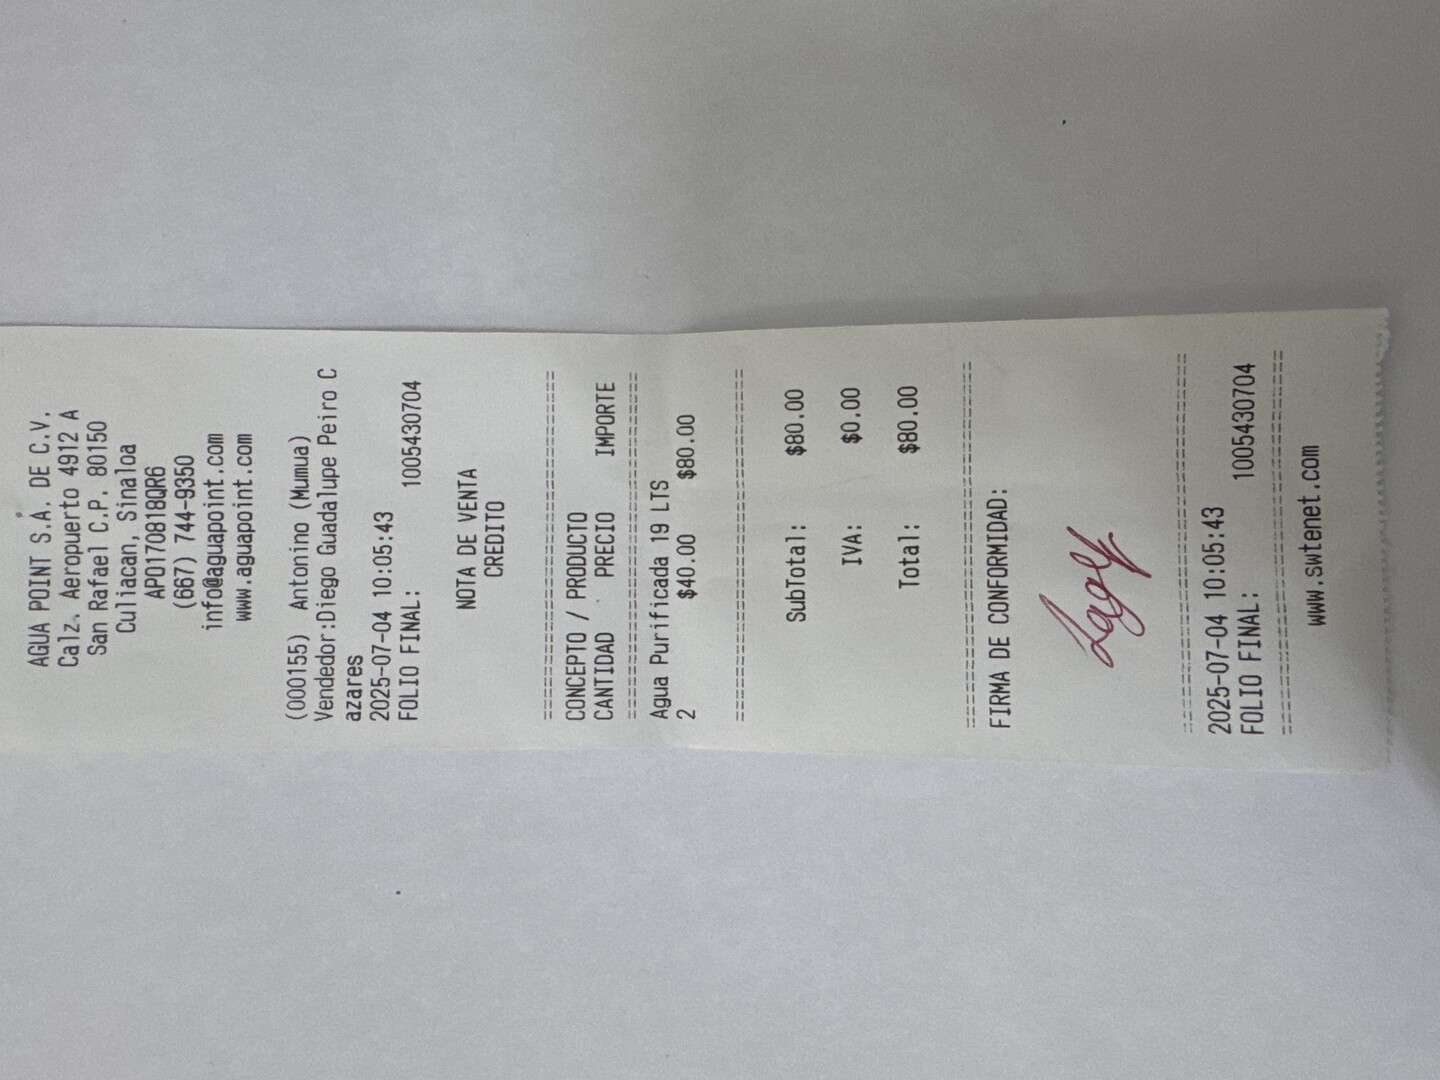 AGUA POINT S.A. DE C.V.
Calz. Aeropuerto 4912 A
San Rafael C.P. 80150
Culiacan, Sinaloa
APO170818QR6
(667) 744-9350
info@aguapoint.com
www.aguapoint.com
(000155) Antonino (Mumua)
Vendedor:Diego Guadalupe Peiro C
azares
2025-07-04 10:05:43
FOLIO FINAL: 1005430704
NOTA DE VENTA
CREDITO
================================
CONCEPTO / PRODUCTO
CANTIDAD PRECIO IMPORTE
================================
Agua Purificada 19 LTS
2 $40.00 $80.00
================================
SubTotal: $80.00
IVA: $0.00
Total: $80.00
================================
FIRMA DE CONFORMIDAD:
================================
2025-07-04 10:05:43
FOLIO FINAL: 1005430704
================================
www.swtenet.com